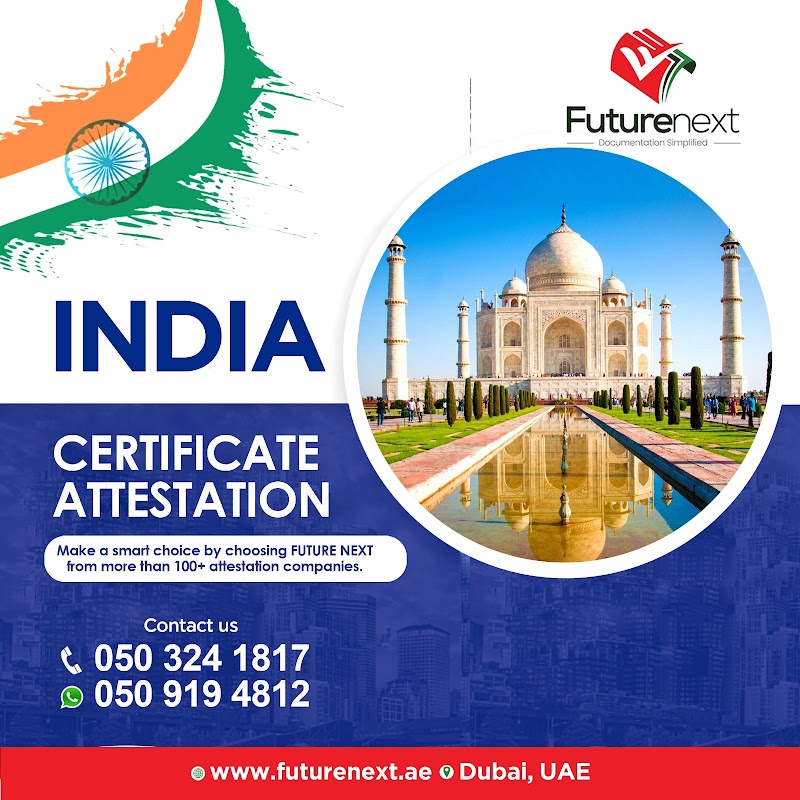 Futurenext
Documentation Simplified
INDIA
CERTIFICATE
ATTESTATION
Make a smart choice by choosing FUTURE NEXT
from more than 100+ attestation companies.
Contact us
050 324 1817
050 919 4812
www.futurenext.ae Dubai, UAE